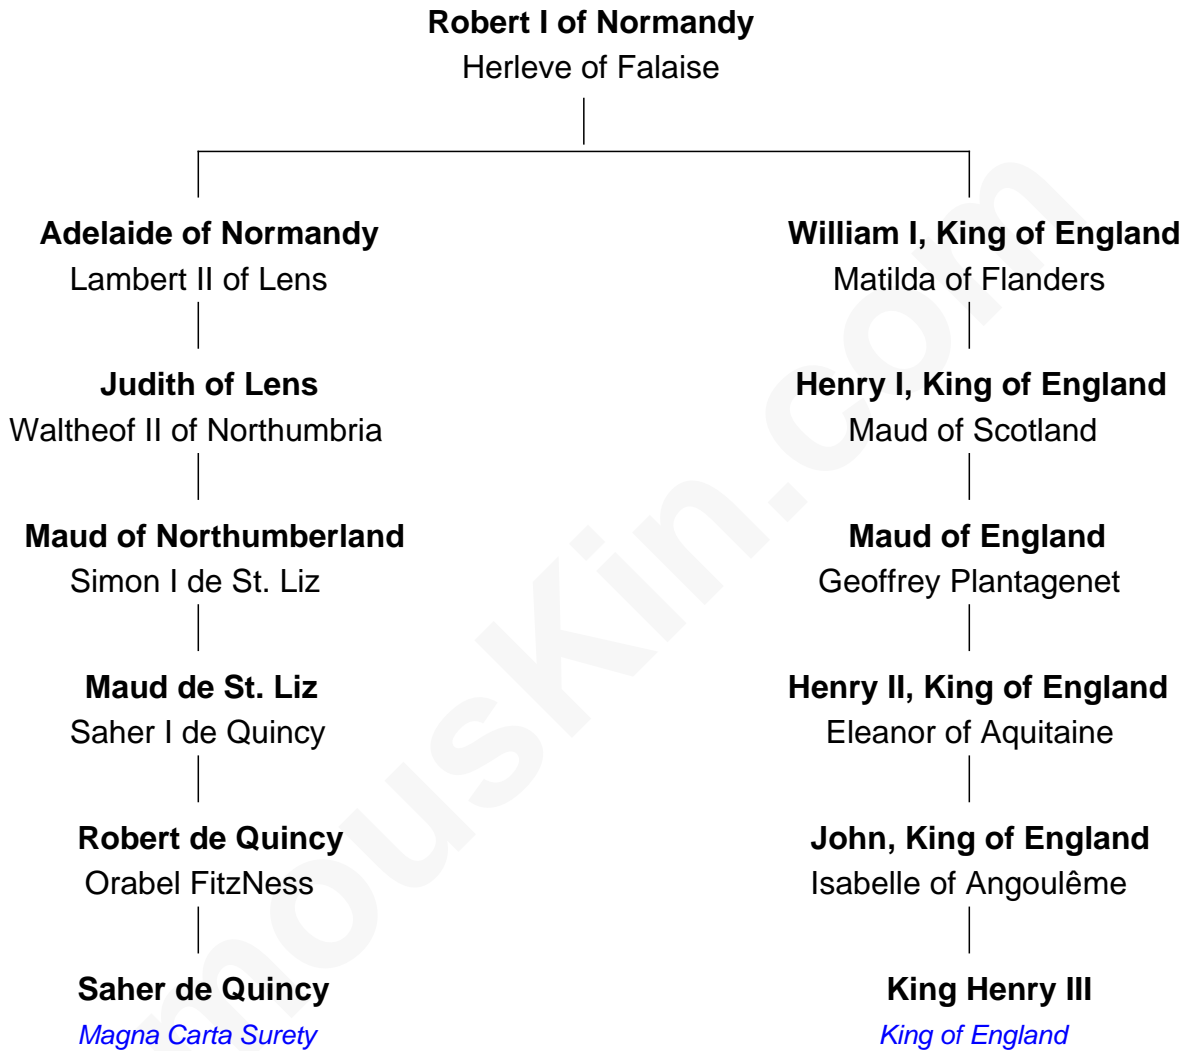 Robert I of Normandy
Herleve of Falaise
Adelaide of Normandy
Lambert II of Lens
Judith of Lens
Waltheof II of Northumbria
Maud of Northumberland
Simon I de St. Liz
Maud de St. Liz
Saher I de Quincy
Robert de Quincy
Orabel FitzNess
Saher de Quincy
Magna Carta Surety
William I, King of England
Matilda of Flanders
Henry I, King of England
Maud of Scotland
Maud of England
Geoffrey Plantagenet
Henry II, King of England
Eleanor of Aquitaine
John, King of England
Isabelle of Angoulême
King Henry III
King of England
mousKin.com